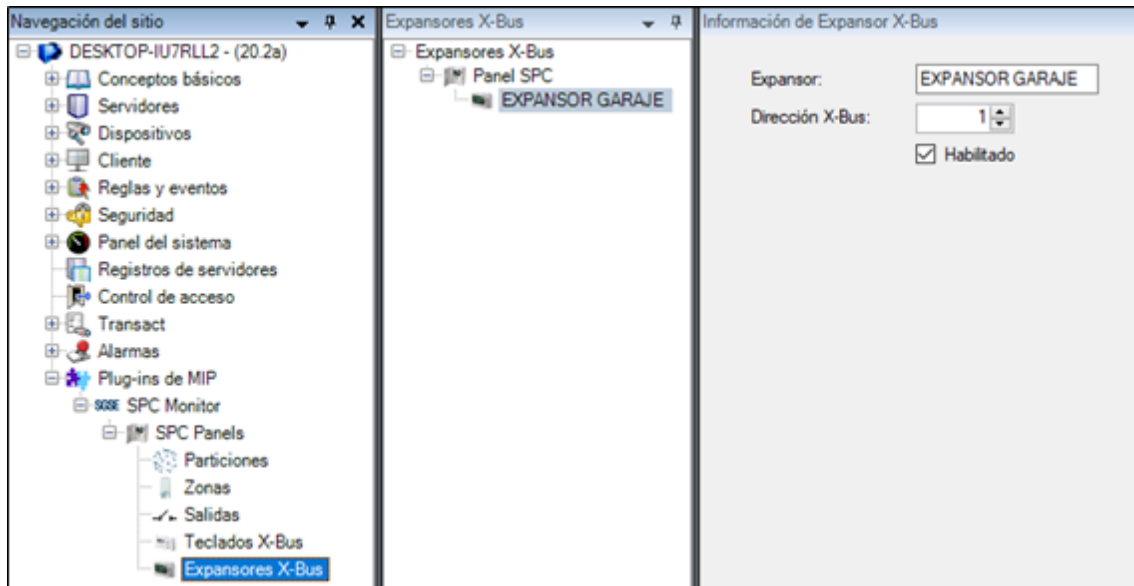 Navegación del sitio
DESKTOP-IU7RLL2 - (20.2a)
Conceptos básicos
Servidores
Dispositivos
Cliente
Reglas y eventos
Seguridad
Panel del sistema
Registros de servidores
Control de acceso
Transact
Alarmas
Plug-ins de MIP
SGSE SPC Monitor
SPC Panels
Particiones
Zonas
Salidas
Teclados X-Bus
Expansores X-Bus
Expansores X-Bus
Expansores X-Bus
Panel SPC
EXPANSOR GARAJE
Información de Expansor X-Bus
Expansor: EXPANSOR GARAJE
Dirección X-Bus: 1
Habilitado